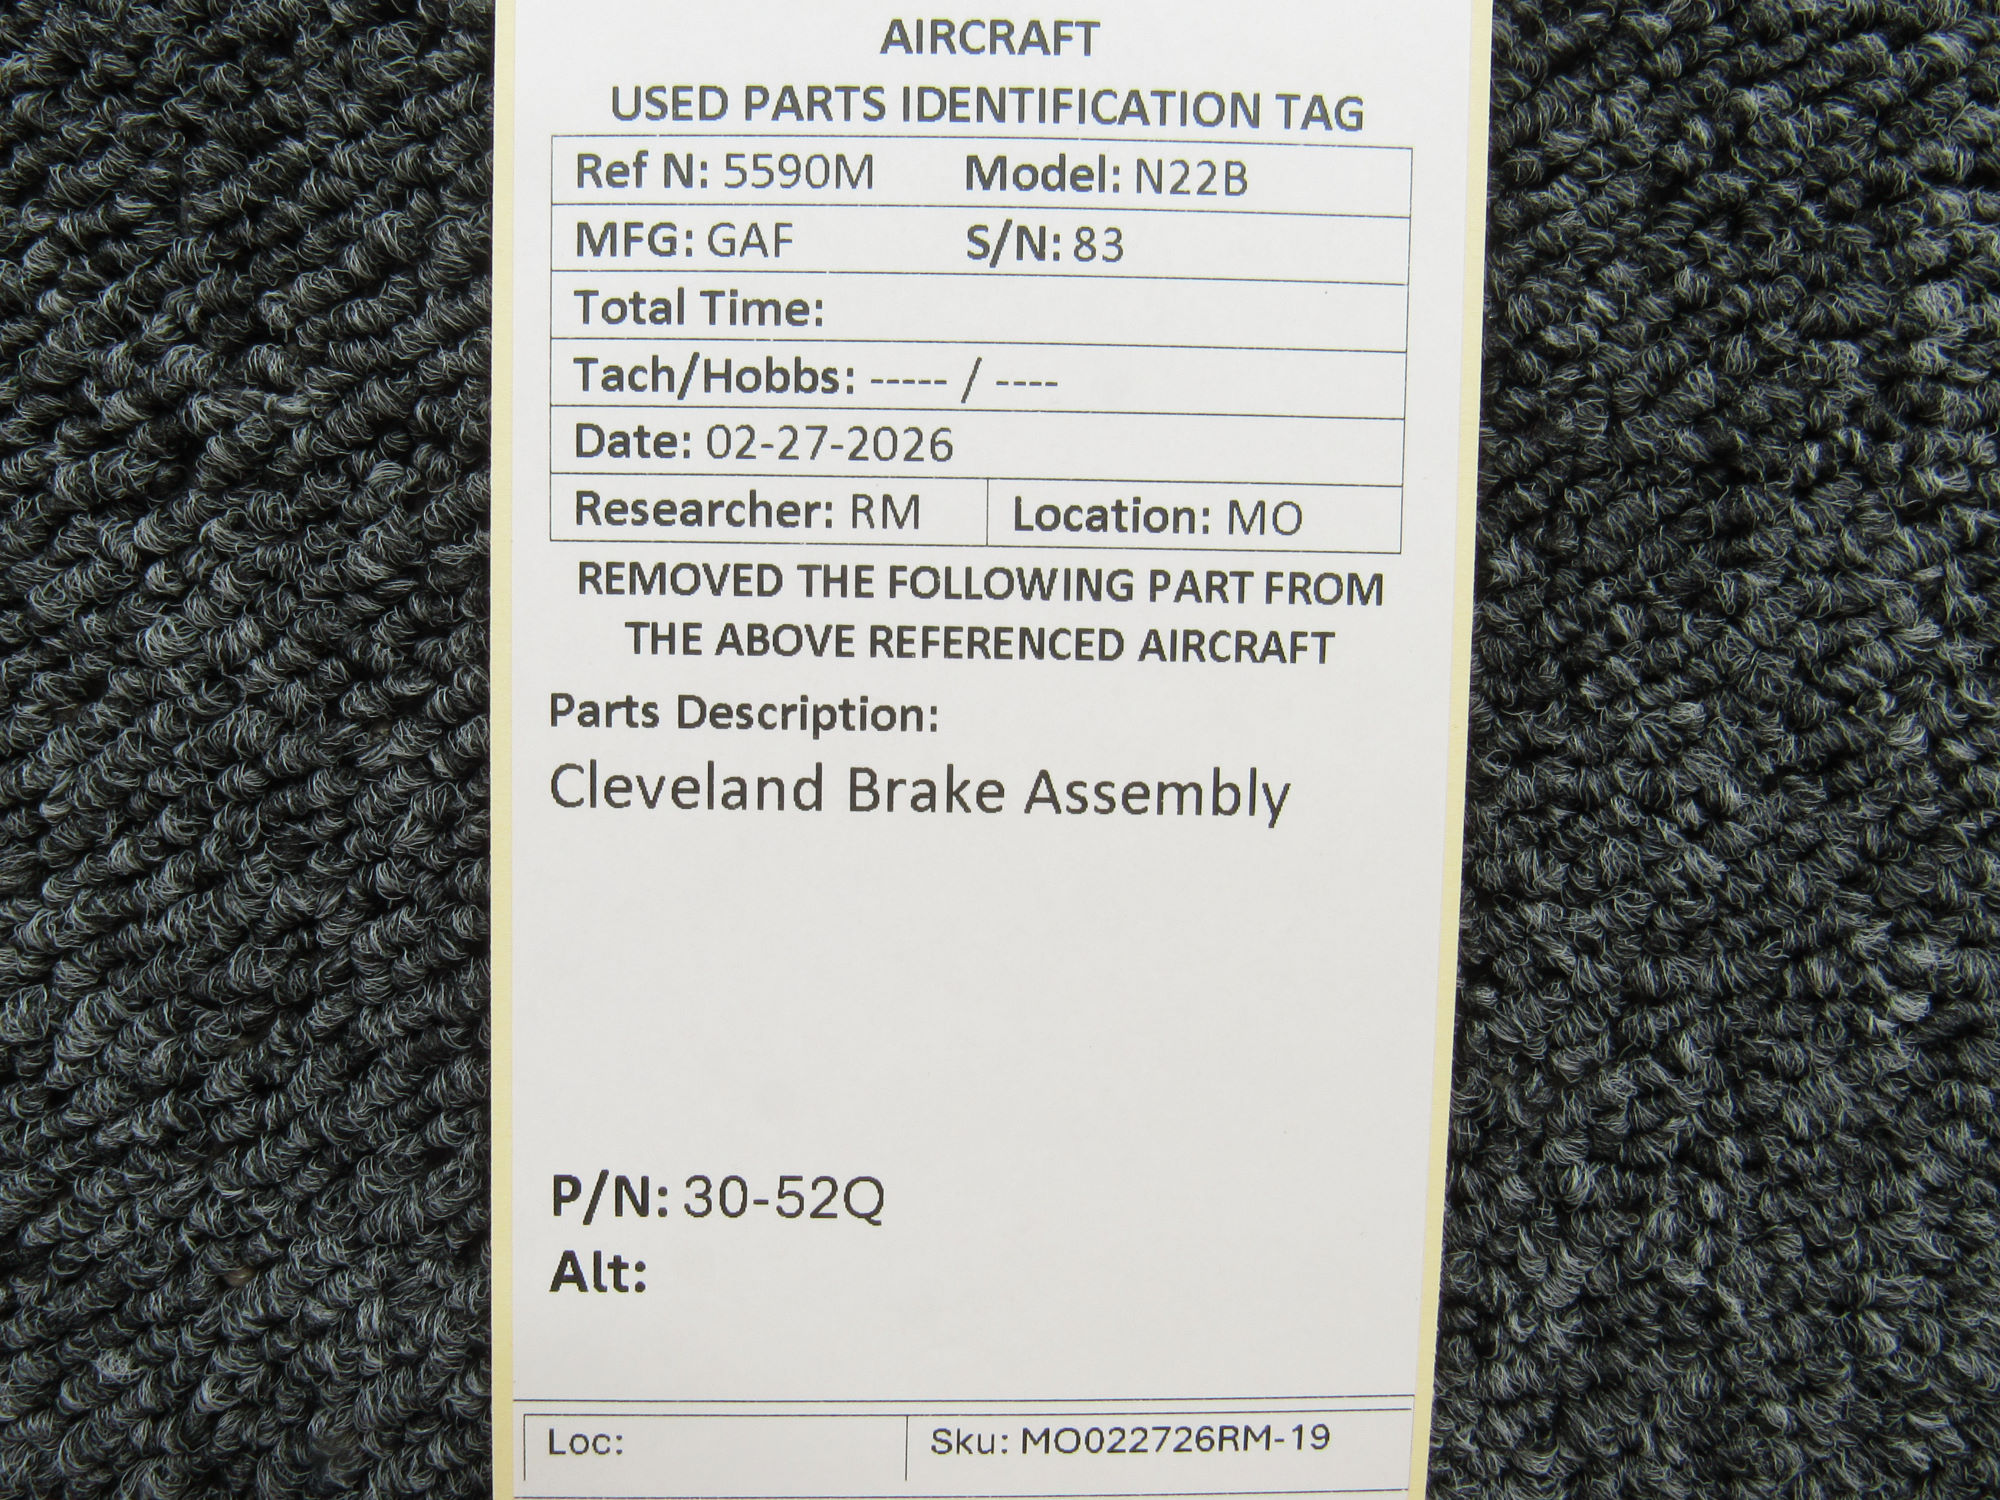 AIRCRAFT
USED PARTS IDENTIFICATION TAG
Ref N: 5590M Model: N22B
MFG: GAF S/N: 83
Total Time:
Tach/Hobbs: ----- / ----
Date: 02-27-2026
Researcher: RM Location: MO
REMOVED THE FOLLOWING PART FROM
THE ABOVE REFERENCED AIRCRAFT
Parts Description:
Cleveland Brake Assembly
P/N: 30-52Q
Alt:
Loc: Sku: MO022726RM-19